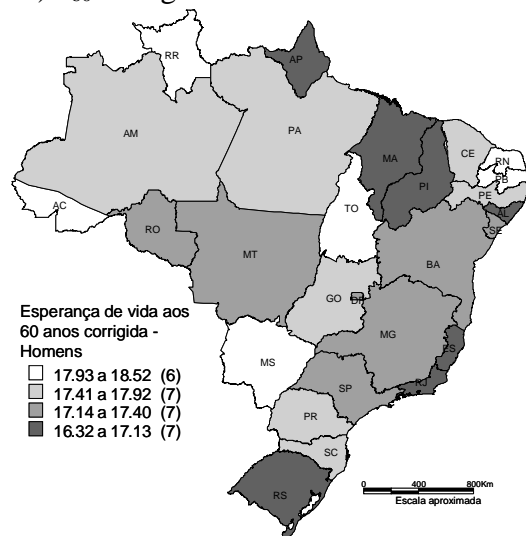 RR
AP
AM
PA
MA
CE
RN
PB
PI
PE
AL
SE
AC
TO
RO
MT
BA
GO
DF
MG
ES
MS
SP
RJ
PR
SC
RS
Esperança de vida aos
60 anos corrigida -
Homens
17.93 a 18.52 (6)
17.41 a 17.92 (7)
17.14 a 17.40 (7)
16.32 a 17.13 (7)
0 400 800Km
Escala aproximada